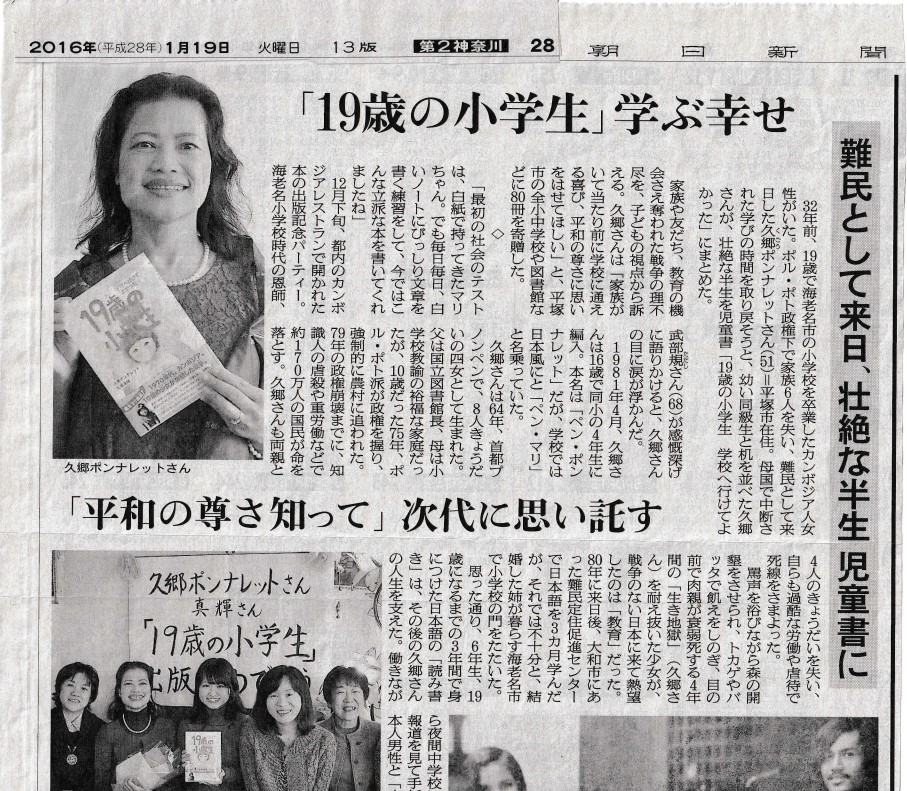 2016年(平成28年)1月19日 火曜日 13版 第2神奈川 28 朝日新聞
「19歳の小学生」学ぶ幸せ
難民として来日、壮絶な半生 児童書に
32年前、19歳で海老名市の小学校を卒業したカンボジア人女
性がいた。ポル・ポト政権下で家族6人を失い、難民として来
日した久郷ポンナレットさん(51)=平塚市在住。母国で中断さ
れた学びの時間を取り戻そうと、幼い同級生と机を並べた久郷
さんが、壮絶な半生を児童書「19歳の小学生 学校へ行けてよ
かった」にまとめた。
家族や友だち、教育の機
会さえ奪われた戦争の理不
尽を、子どもの視点から訴
える。久郷さんは「家族が
いて当たり前に学校に通え
る喜び、平和の尊さに思い
をはせてほしい」と、平塚
市の全小中学校や図書館な
どに80冊を寄贈した。
◇
「最初の社会のテスト
は、白紙で持ってきたマリ
ちゃん。でも毎日毎日、白
いノートにびっしり文章を
書く練習をして、今ではこ
んな立派な本を書いてくれ
ましたね」
12月下旬、都内のカンボ
ジアレストランで開かれた
本の出版記念パーティー。
海老名小学校時代の恩師、
武部規さん(68)が感慨深げ
に語りかけると、久郷さん
の目に涙が浮かんだ。
1981年4月、久郷さ
んは16歳で同小の4年生に
編入。本名は「ペン・ポン
ナレット」だが、学校では
日本風にと「ペン・マリ」
と名乗っていた。
久郷さんは64年、首都プ
ノンペンで、8人きょうだ
いの四女として生まれた。
父は国立図書館長、母は小
学校教諭の裕福な家庭だっ
たが、10歳だった75年、ポ
ル・ポト派が政権を握り、
強制的に農村に追われた。
79年の政権崩壊までに、知
識人の虐殺や重労働などで
約170万人の国民が命を
落とす。久郷さんも両親と
久郷ポンナレットさん
19歳の
小学生
「平和の尊さ知って」次代に思い託す
4人のきょうだいを失い、
自らも過酷な労働や虐待で
死線をさまよった。
罵声を浴びながら森の開
墾をさせられ、トカゲやバ
ッタで飢えをしのぎ、目の
前で肉親が衰弱死する4年
間の「生き地獄」(久郷さ
ん)を耐え抜いた少女が、
戦争のない日本に来て熱望
したのは「教育」だった。
80年に来日後、大和市にあ
った難民定住促進センター
で日本語を3カ月学んだ
が、それでは不十分と、結
婚した姉が暮らす海老名市
で小学校の門をたたいた。
思った通り、6年生、19
歳になるまでの3年間で身
につけた日本語の「読み書
き」は、その後の久郷さん
の人生を支えた。働きなが
ら夜間中学校
報道を見て手
本人男性と「
久郷ポンナレットさん
真輝さん
「19歳の小学生」
出版
19歳の
小学生